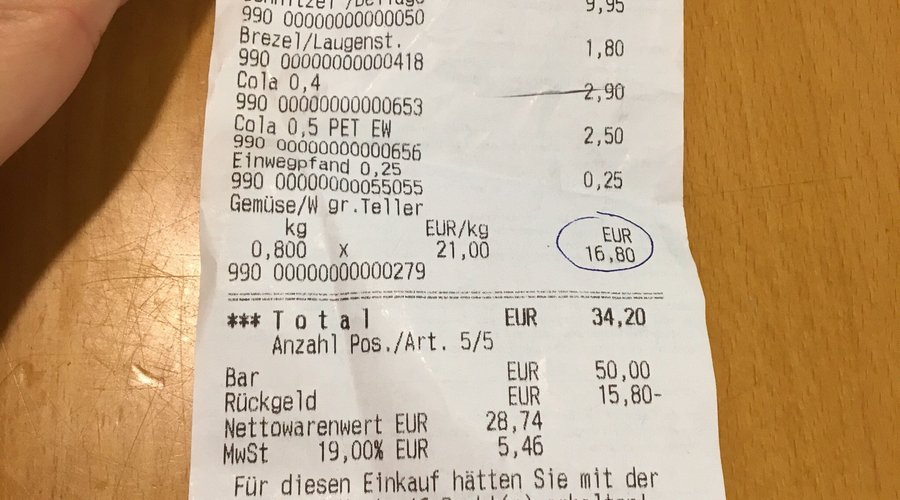 9,95
990 00000000000050
Brezel/Laugenst. 1,80
990 00000000000418
Cola 0,4 2,90
990 00000000000653
Cola 0,5 PET EW 2,50
990 00000000000656
Einwegpfand 0,25 0,25
990 00000000055055
Gemüse/W gr.Teller
kg EUR/kg EUR
0,800 x 21,00 16,80
990 00000000000279
*** Total EUR 34,20
Anzahl Pos./Art. 5/5
Bar EUR 50,00
Rückgeld EUR 15,80-
Nettowarenwert EUR 28,74
MwSt 19,00% EUR 5,46
Für diesen Einkauf hätten Sie mit der